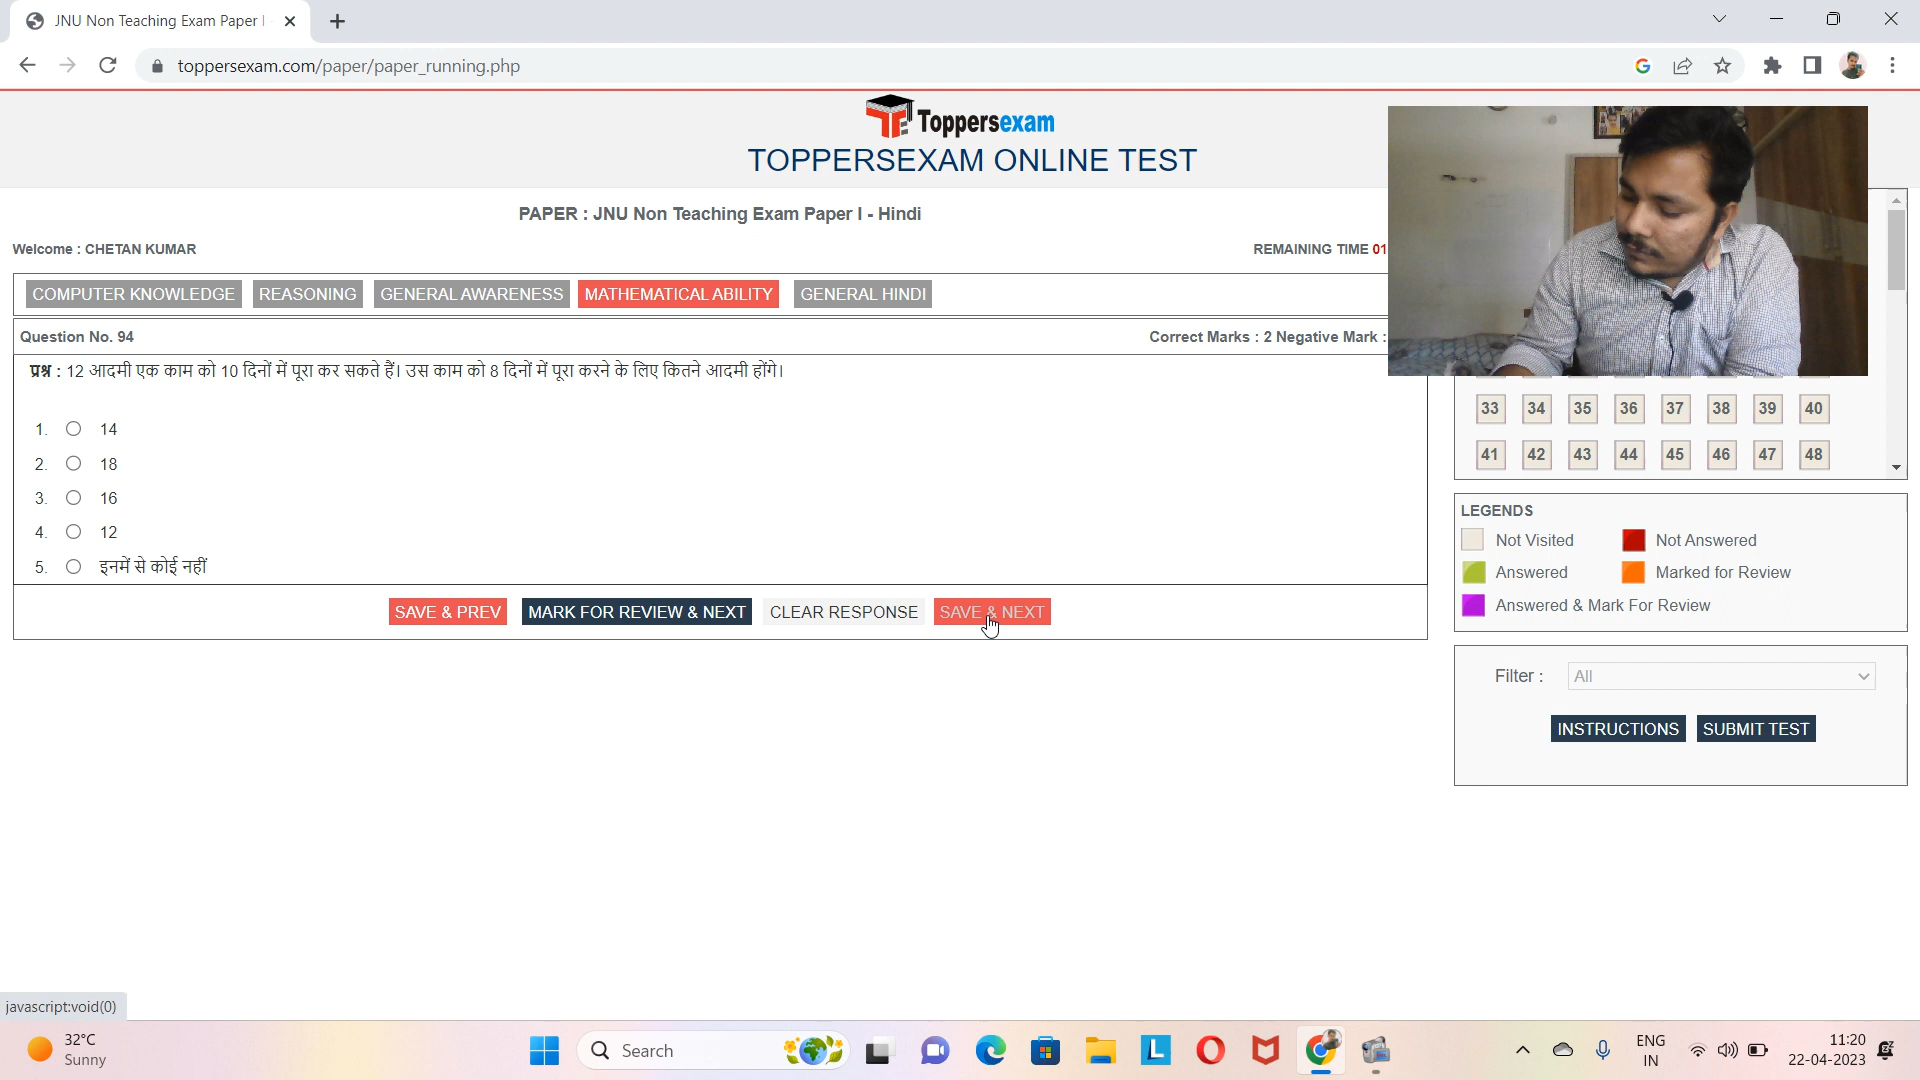 JNU Non Teaching Exam Paper I
toppersexam.com/paper/paper_running.php
Toppersexam
TOPPERSEXAM ONLINE TEST
PAPER : JNU Non Teaching Exam Paper I - Hindi
Welcome : CHETAN KUMAR
REMAINING TIME 01
COMPUTER KNOWLEDGE REASONING GENERAL AWARENESS MATHEMATICAL ABILITY GENERAL HINDI
Question No. 94
Correct Marks : 2 Negative Mark :
प्रश्न : 12 आदमी एक काम को 10 दिनों में पूरा कर सकते हैं। उस काम को 8 दिनों में पूरा करने के लिए कितने आदमी होंगे।
1. 14
2. 18
3. 16
4. 12
5. इनमें से कोई नहीं
SAVE & PREV MARK FOR REVIEW & NEXT CLEAR RESPONSE SAVE & NEXT
33 34 35 36 37 38 39 40
41 42 43 44 45 46 47 48
LEGENDS
Not Visited Not Answered
Answered Marked for Review
Answered & Mark For Review
Filter : All
INSTRUCTIONS SUBMIT TEST
javascript:void(0)
32°C
Sunny
Search
ENG
IN
11:20
22-04-2023